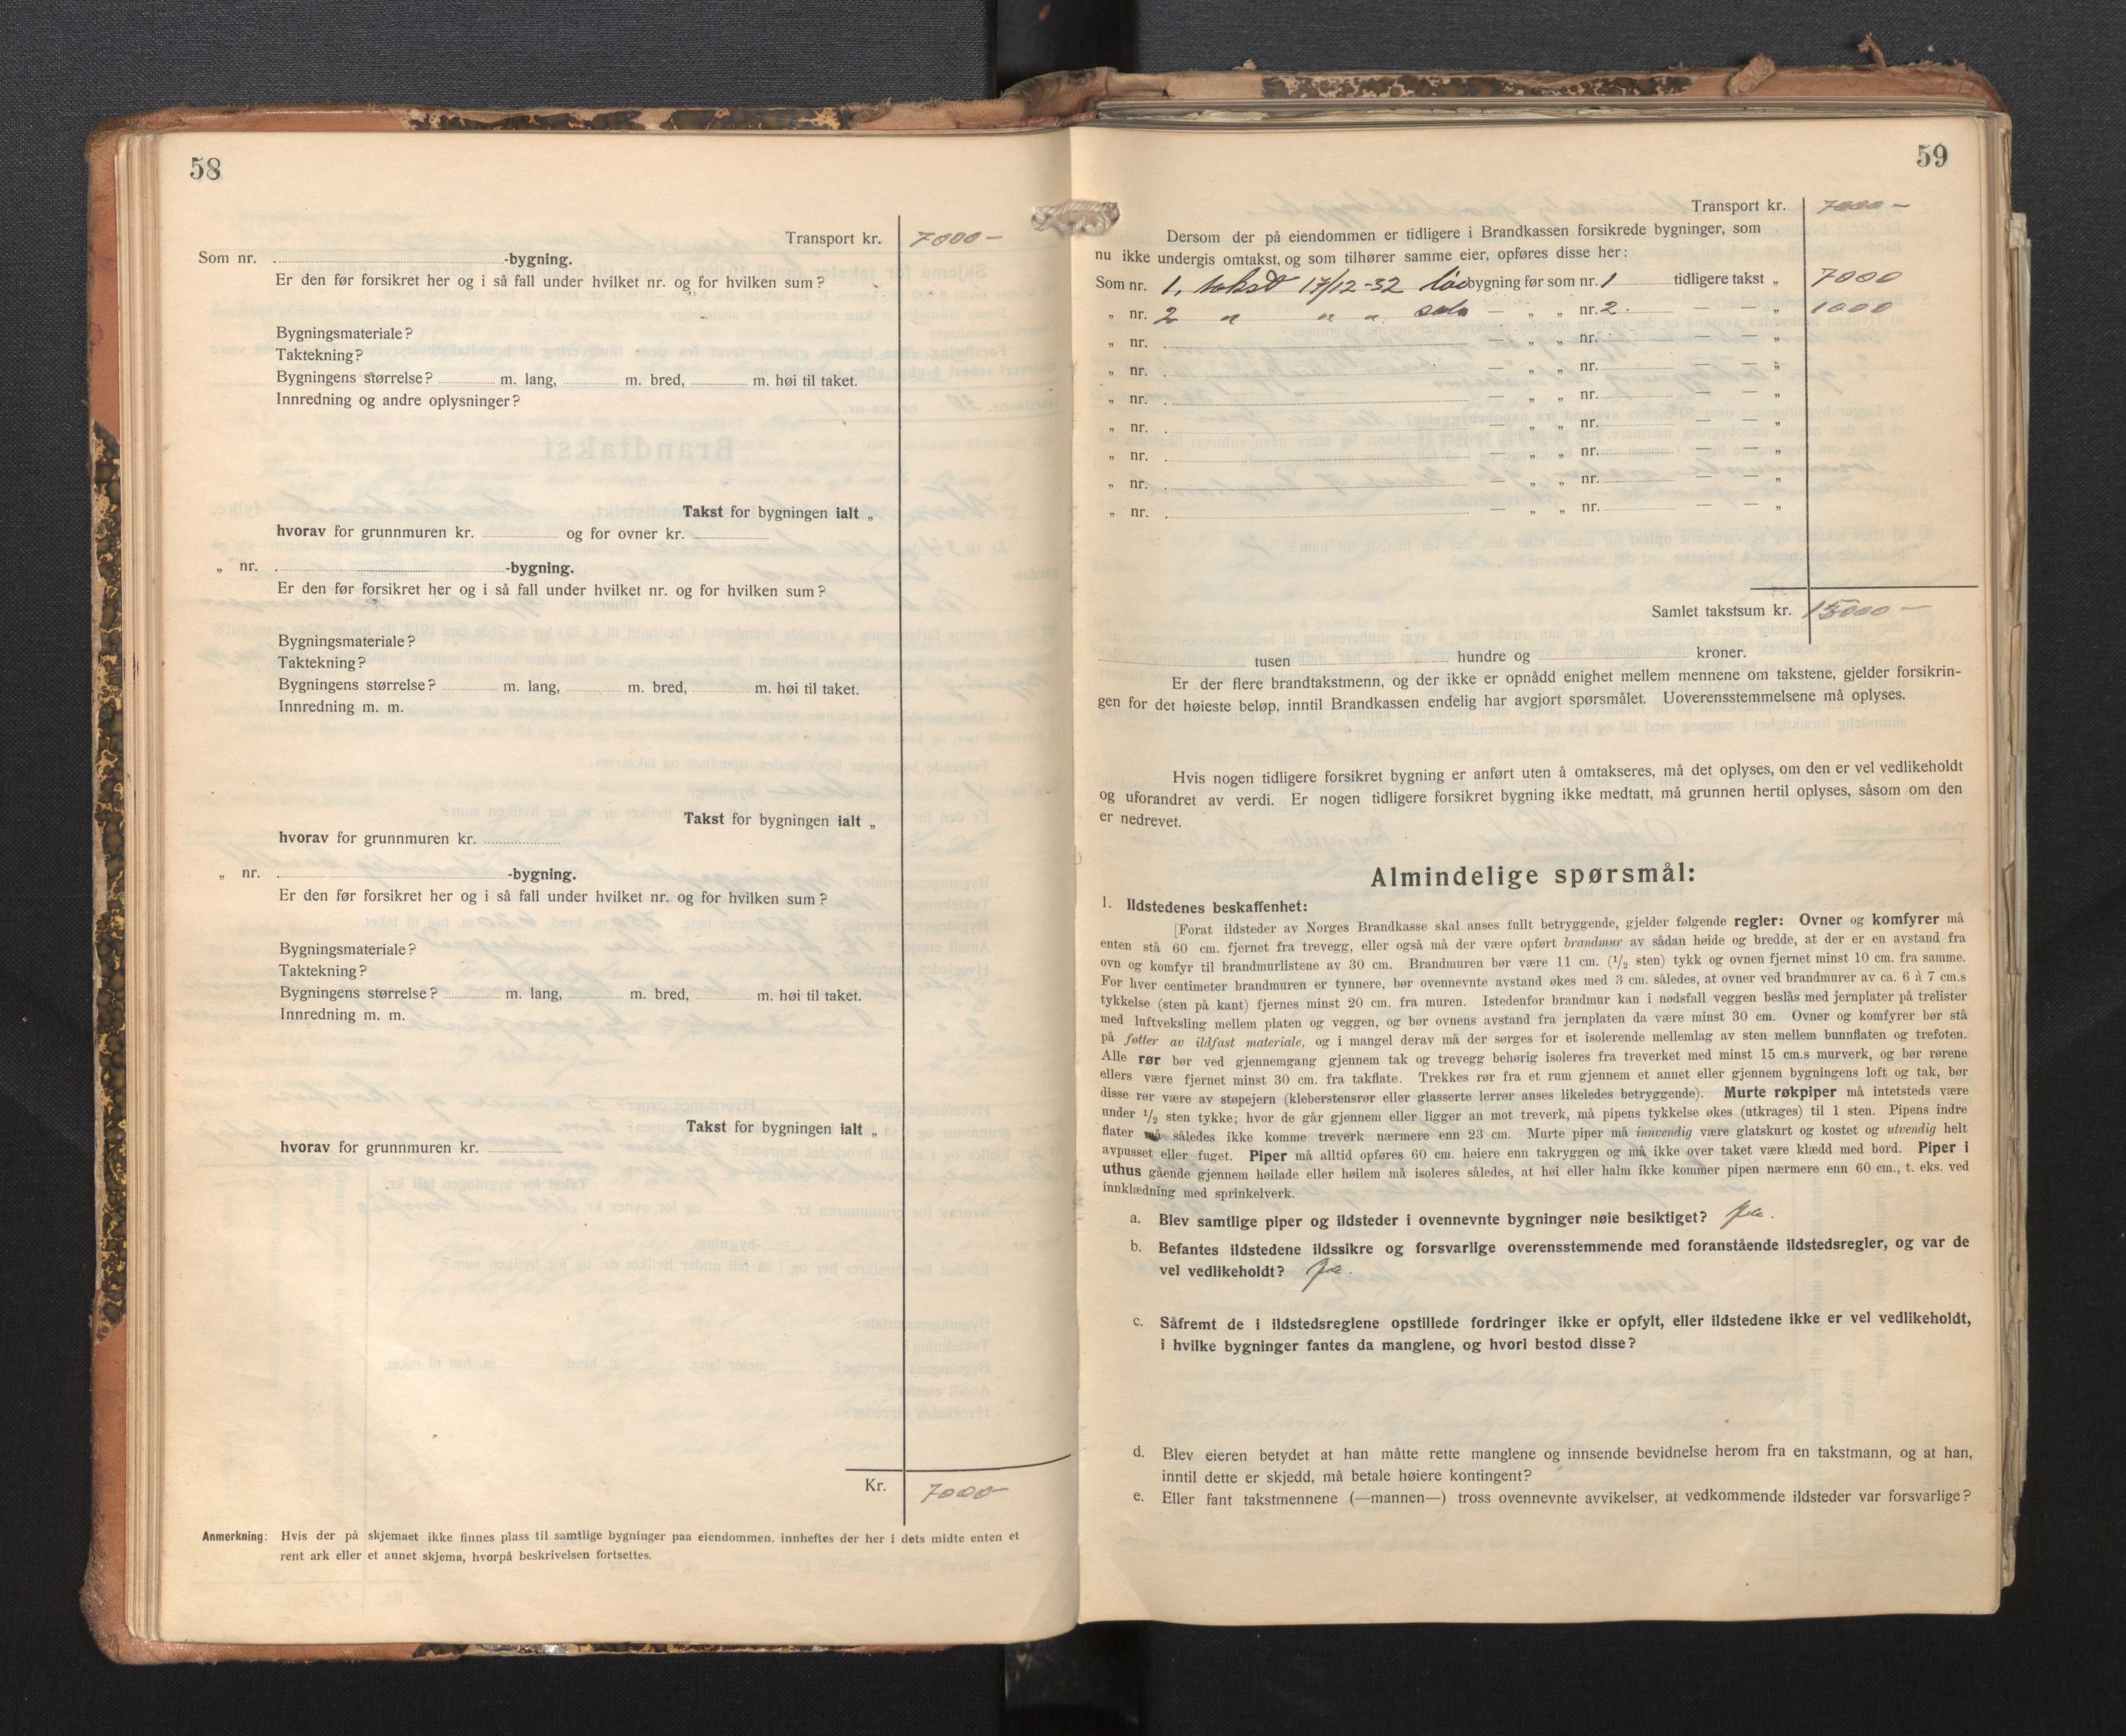 58
Transport kr. 7000-
Som nr. -bygning.
Er den før forsikret her og i så fall under hvilket nr. og for hvilken sum?
Bygningsmateriale?
Taktekning?
Bygningens størrelse? m. lang, m. bred, m. høi til taket.
Innredning og andre oplysninger?
Takst for bygningen ialt „
hvorav for grunnmuren kr. og for ovner kr.
„ nr. -bygning.
Er den før forsikret her og i så fall under hvilket nr. og for hvilken sum?
Bygningsmateriale?
Taktekning?
Bygningens størrelse? m. lang, m. bred, m. høi til taket.
Innredning m. m.
Takst for bygningen ialt „
hvorav for grunnmuren kr.
„ nr. -bygning.
Er den før forsikret her og i så fall under hvilket nr. og for hvilken sum?
Bygningsmateriale?
Taktekning?
Bygningens størrelse? m. lang, m. bred, m. høi til taket.
Innredning m. m.
Takst for bygningen ialt „
hvorav for grunnmuren kr.
Kr. 7000-
Anmerkning: Hvis der på skjemaet ikke finnes plass til samtlige bygninger paa eiendommen, innheftes der her i dets midte enten et
rent ark eller et annet skjema, hvorpå beskrivelsen fortsettes.
59
Transport kr. 7000-
Dersom der på eiendommen er tidligere i Brandkassen forsikrede bygninger, som
nu ikke undergis omtakst, og som tilhører samme eier, opføres disse her:
Som nr. 1. takst 17/12-32 bygning før som nr. 1 tidligere takst „ 7000
„ nr. 2 „ „ „ — „ „ nr. 2. — — „ 1000
„ nr. — „ „ nr. — — „
„ nr. — „ „ nr. — — „
„ nr. — „ „ nr. — — „
„ nr. — „ „ nr. — — „
„ nr. — „ „ nr. — — „
„ nr. — „ „ nr. — — „
„ nr. — „ „ nr. — — „
Samlet takstsum kr. 15000-
tusen hundre og kroner.
Er der flere brandtakstmenn, og der ikke er opnådd enighet mellem mennene om takstene, gjelder forsikrin-
gen for det høieste beløp, inntil Brandkassen endelig har avgjort spørsmålet. Uoverensstemmelsene må oplyses.
Hvis nogen tidligere forsikret bygning er anført uten å omtakseres, må det oplyses, om den er vel vedlikeholdt
og uforandret av verdi. Er nogen tidligere forsikret bygning ikke medtatt, må grunnen hertil oplyses, såsom om den
er nedrevet.
Almindelige spørsmål:
1. Ildstedenes beskaffenhet:
[Forat ildsteder av Norges Brandkasse skal anses fullt betryggende, gjelder følgende regler: Ovner og komfyrer må
enten stå 60 cm. fjernet fra trevegg, eller også må der være opført brandmur av sådan høide og bredde, at der er en avstand fra
ovn og komfyr til brandmurlistene av 30 cm. Brandmuren bør være 11 cm. (1/2 sten) tykk og ovnen fjernet minst 10 cm. fra samme.
For hver centimeter brandmuren er tynnere, bør ovennevnte avstand økes med 3 cm. således, at ovner ved brandmurer av ca. 6 à 7 cm.s
tykkelse (sten på kant) fjernes minst 20 cm. fra muren. Istedenfor brandmur kan i nødsfall veggen beslås med jernplater på trelister
med luftveksling mellem platen og veggen, og bør ovnens avstand fra jernplaten da være minst 30 cm. Ovner og komfyrer bør stå
på føtter av ildfast materiale, og i mangel derav må der sørges for et isolerende mellemlag av sten mellem bunnflaten og trefoten.
Alle rør bør ved gjennemgang gjennem tak og trevegg behørig isoleres fra treverket med minst 15 cm.s murverk, og bør rørene
ellers være fjernet minst 30 cm. fra takflate. Trekkes rør fra et rum gjennem et annet eller gjennem bygningens loft og tak, bør
disse rør være av støpejern (kleberstensrør eller glasserte lerrør anses likeledes betryggende). Murte røkpiper må intetsteds være
under 1/2 sten tykke; hvor de går gjennem eller ligger an mot treverk, må pipens tykkelse økes (utkrages) til 1 sten. Pipens indre
flater må således ikke komme treverk nærmere enn 23 cm. Murte piper må innvendig være glatskurt og kostet og utvendig helt
avpusset eller fuget. Piper må alltid opføres 60 cm. høiere enn takryggen og må ikke over taket være klædd med bord. Piper i
uthus gående gjennem høilade eller høilem må isoleres således, at høi eller halm ikke kommer pipen nærmere enn 60 cm., t. eks. ved
innklædning med sprinkelverk.
a. Blev samtlige piper og ildsteder i ovennevnte bygninger nøie besiktiget? Ja.
b. Befantes ildstedene ildssikre og forsvarlige overensstemmende med foranstående ildstedsregler, og var de
vel vedlikeholdt? Ja.
c. Såfremt de i ildstedsreglene opstillede fordringer ikke er opfylt, eller ildstedene ikke er vel vedlikeholdt,
i hvilke bygninger fantes da manglene, og hvori bestod disse?
d. Blev eieren betydet at han måtte rette manglene og innsende bevidnelse herom fra en takstmann, og at han,
inntil dette er skjedd, må betale høiere kontingent?
e. Eller fant takstmennene (—mannen—) tross ovennevnte avvikelser, at vedkommende ildsteder var forsvarlige?